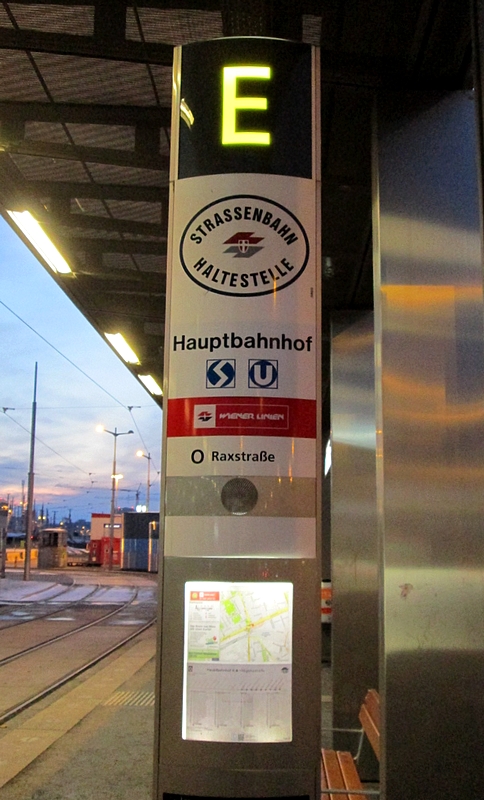 E
STRASSENBAHN
HALTESTELLE
Hauptbahnhof
S U
WIENER LINIEN
O Raxstraße